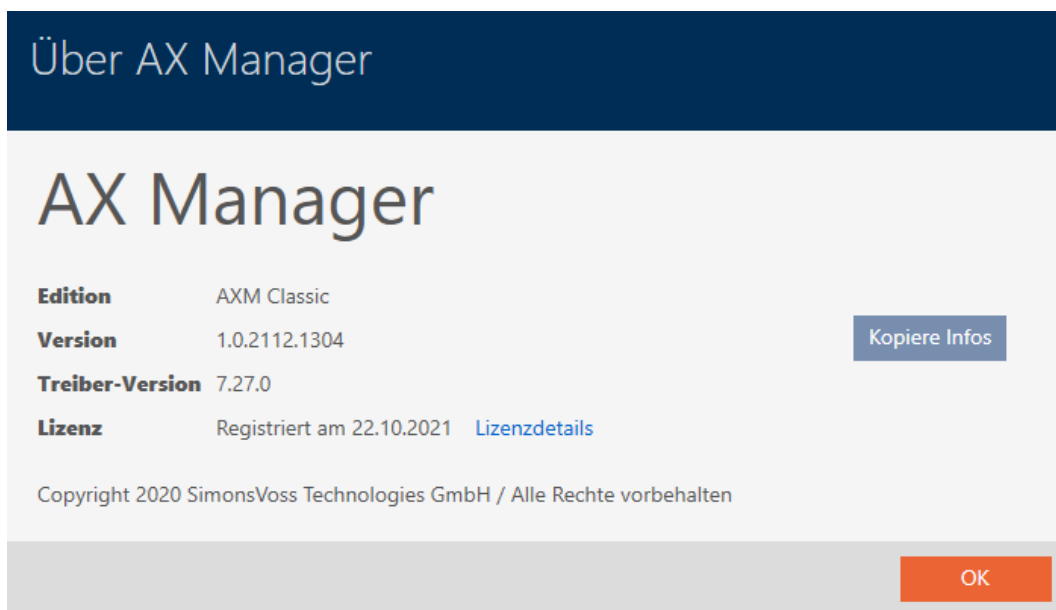 Über AX Manager
AX Manager
Edition AXM Classic
Version 1.0.2112.1304
Kopiere Infos
Treiber-Version 7.27.0
Lizenz Registriert am 22.10.2021 Lizenzdetails
Copyright 2020 SimonsVoss Technologies GmbH / Alle Rechte vorbehalten
OK